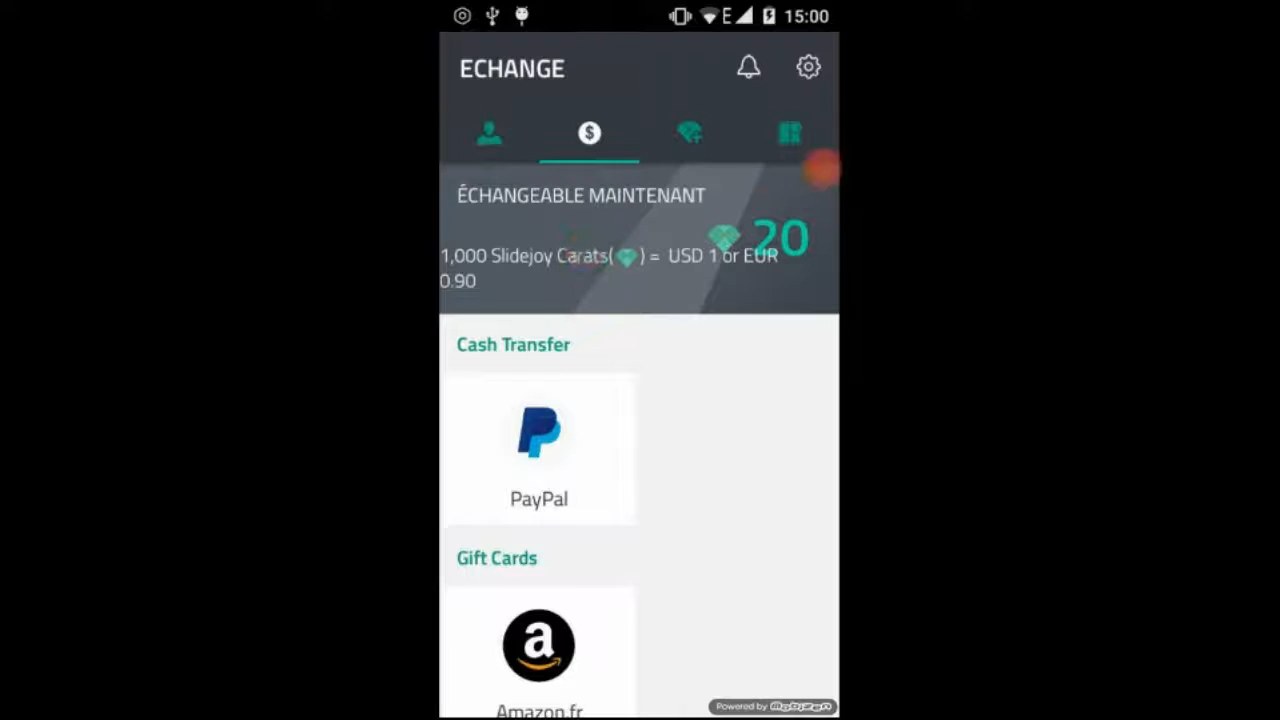 E 15:00
ECHANGE
ÉCHANGEABLE MAINTENANT
20
1,000 Slidejoy Carats( ) = USD 1 or EUR
0.90
Cash Transfer
PayPal
Gift Cards
Amazon.fr
Powered by Mobizen